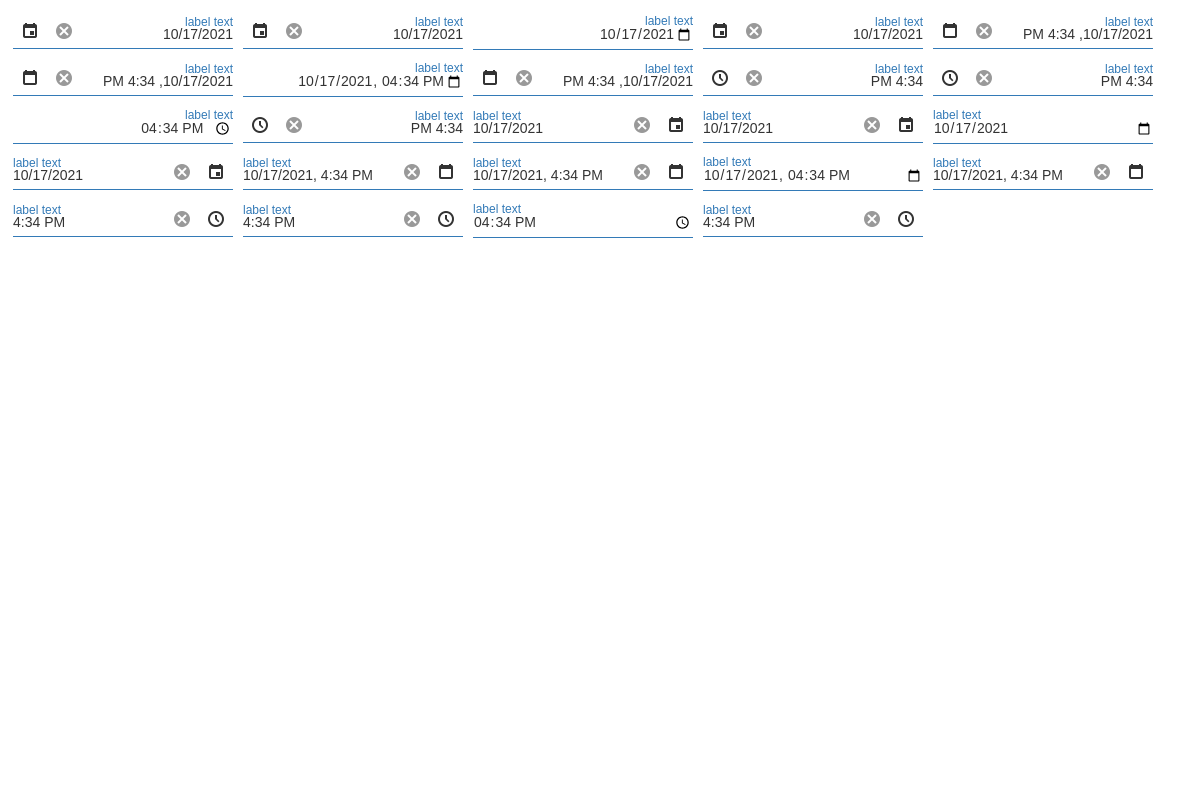 label text
10/17/2021
label text
10/17/2021
label text
10/17/2021
label text
10/17/2021
label text
PM 4:34 ,10/17/2021
label text
PM 4:34 ,10/17/2021
label text
10/17/2021, 04:34 PM
label text
PM 4:34 ,10/17/2021
label text
PM 4:34
label text
PM 4:34
label text
04:34 PM
label text
PM 4:34
label text
10/17/2021
label text
10/17/2021
label text
10/17/2021
label text
10/17/2021
label text
10/17/2021, 4:34 PM
label text
10/17/2021, 4:34 PM
label text
10/17/2021, 04:34 PM
label text
10/17/2021, 4:34 PM
label text
4:34 PM
label text
4:34 PM
label text
04:34 PM
label text
4:34 PM